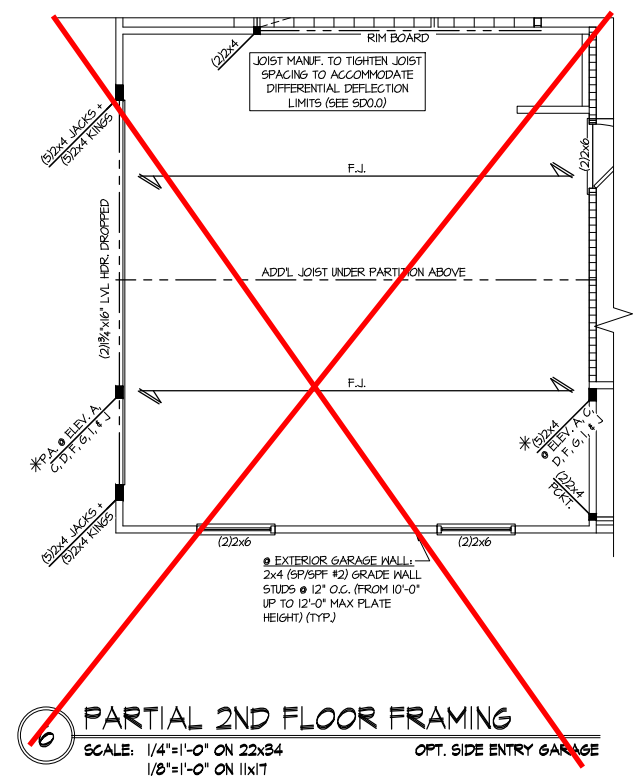 RIM BOARD
(2)2x4
JOIST MANUF. TO TIGHTEN JOIST
SPACING TO ACCOMMODATE
DIFFERENTIAL DEFLECTION
LIMITS (SEE SD0.0)
(5)2x4 JACKS +
(5)2x4 KINGS
(2)2x6
F.J.
(2)1¾"x16" LVL HDR. DROPPED
ADD'L JOIST UNDER PARTITION ABOVE
F.J.
*P.A. @ ELEV. A,
C, D, F, G, I, & J
*(5)2x4
@ ELEV. A, C,
D, F, G, I, & J
(2)2x4
PCKT.
(5)2x4 JACKS +
(5)2x4 KINGS
(2)2x6
(2)2x6
@ EXTERIOR GARAGE WALL:
2x4 (SP/SPF #2) GRADE WALL
STUDS @ 12" O.C. (FROM 10'-0"
UP TO 12'-0" MAX PLATE
HEIGHT) (TYP.)
6
PARTIAL 2ND FLOOR FRAMING
SCALE: 1/4"=1'-0" ON 22x34 OPT. SIDE ENTRY GARAGE
1/8"=1'-0" ON 11x17